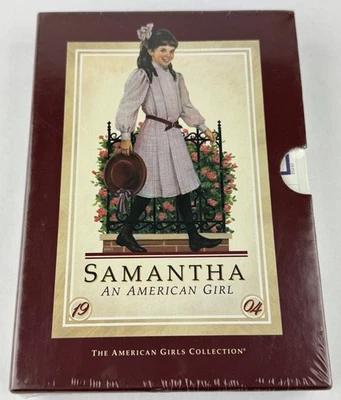 SAMANTHA
AN AMERICAN GIRL
19 04
THE AMERICAN GIRLS COLLECTION®